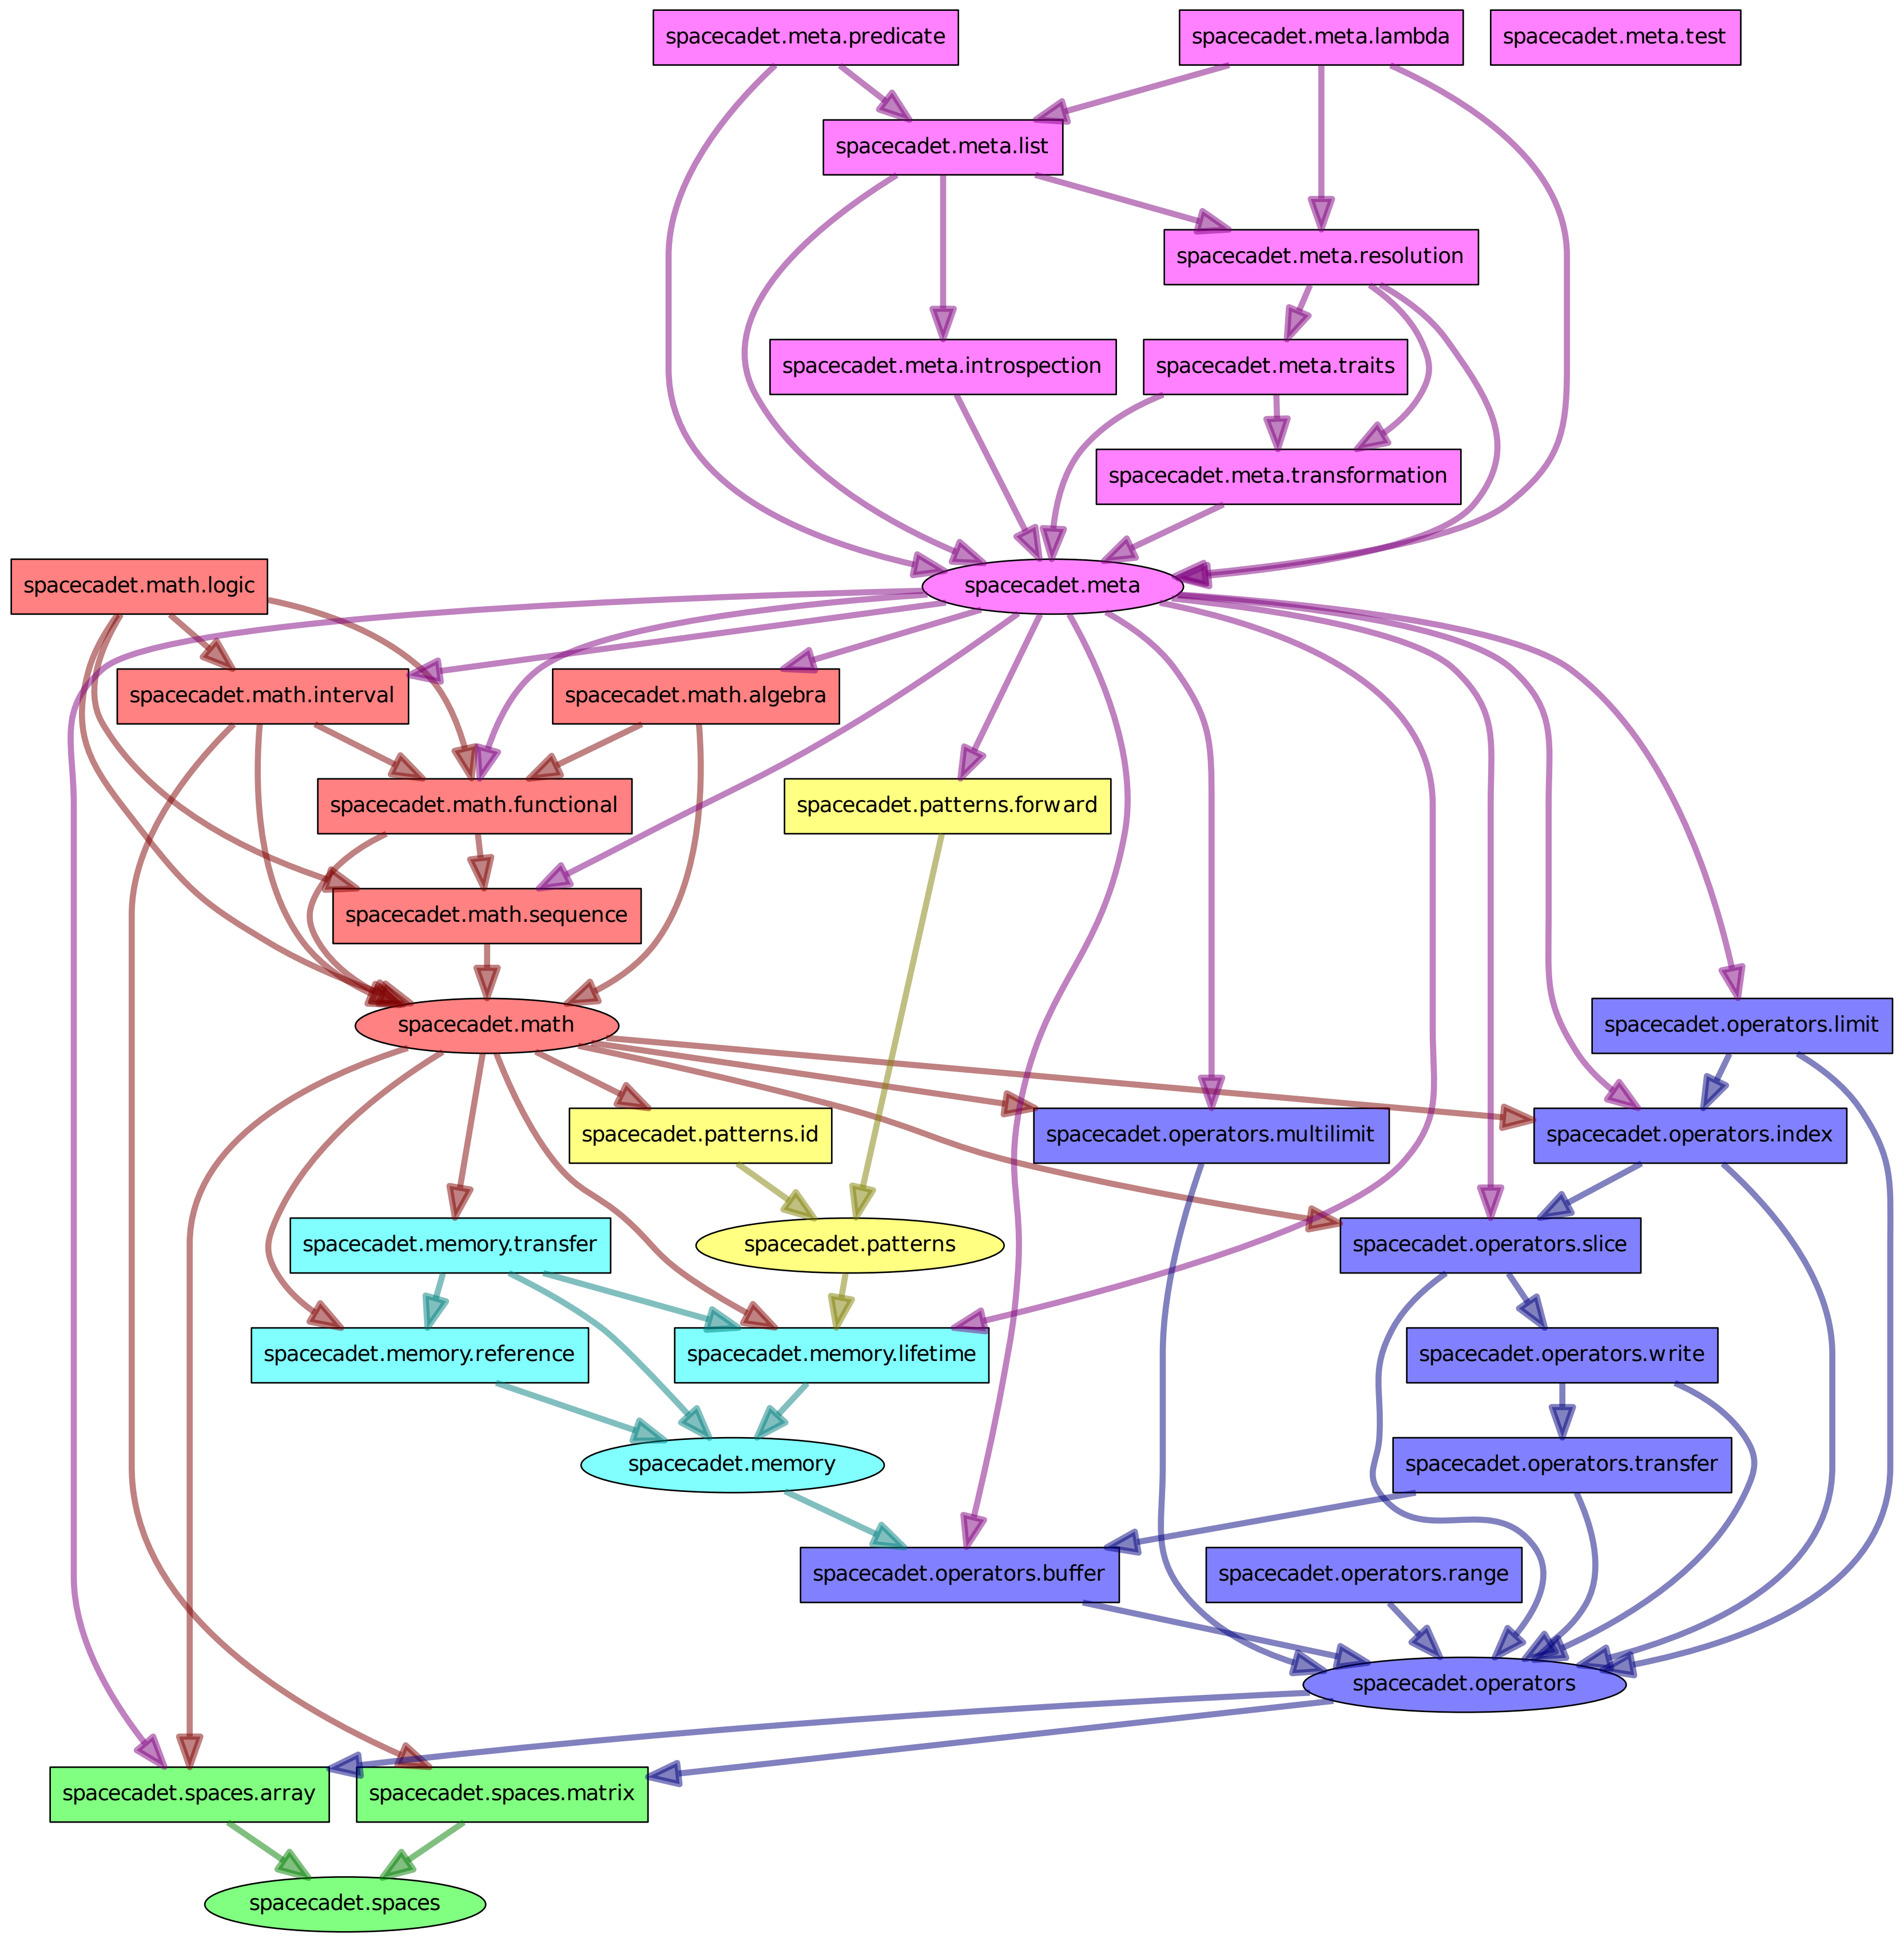 spacecadet.meta.predicate
spacecadet.meta.lambda
spacecadet.meta.test
spacecadet.meta.list
spacecadet.meta.resolution
spacecadet.meta.introspection
spacecadet.meta.traits
spacecadet.meta.transformation
spacecadet.math.logic
spacecadet.meta
spacecadet.math.interval
spacecadet.math.algebra
spacecadet.math.functional
spacecadet.patterns.forward
spacecadet.math.sequence
spacecadet.math
spacecadet.operators.limit
spacecadet.patterns.id
spacecadet.operators.multilimit
spacecadet.operators.index
spacecadet.memory.transfer
spacecadet.patterns
spacecadet.operators.slice
spacecadet.memory.reference
spacecadet.memory.lifetime
spacecadet.operators.write
spacecadet.memory
spacecadet.operators.transfer
spacecadet.operators.buffer
spacecadet.operators.range
spacecadet.operators
spacecadet.spaces.array
spacecadet.spaces.matrix
spacecadet.spaces